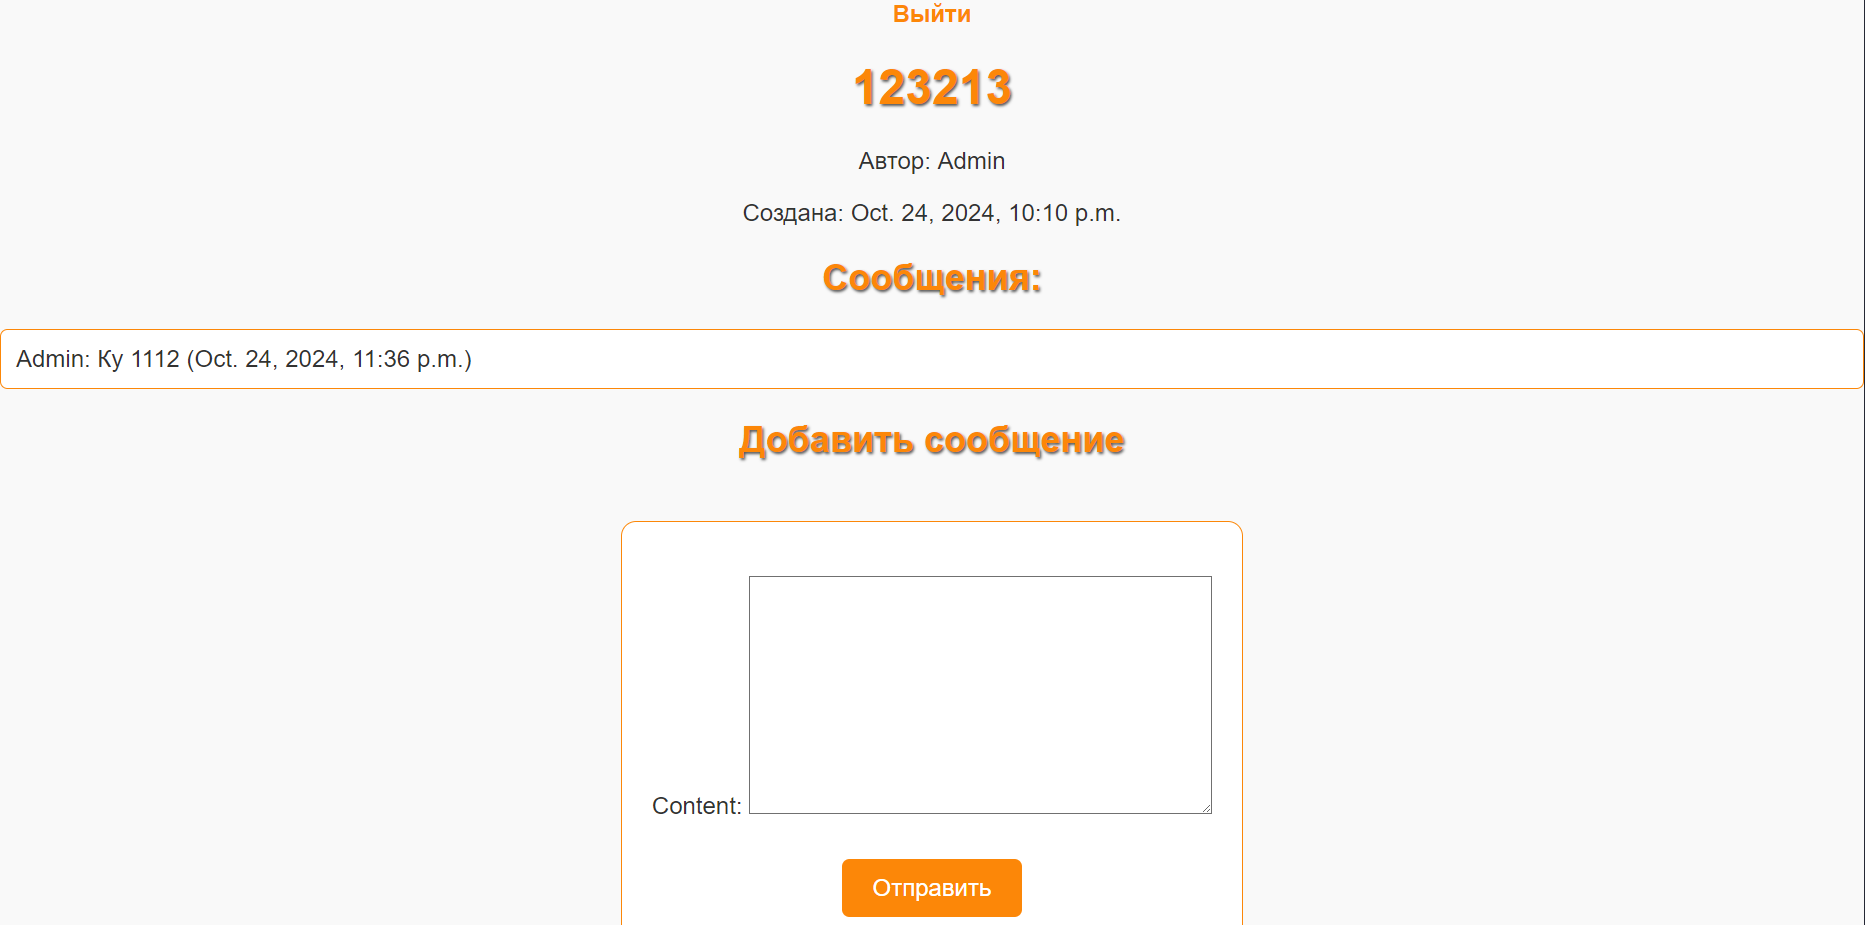 Выйти
123213
Автор: Admin
Создана: Oct. 24, 2024, 10:10 p.m.
Сообщения:
Admin: Ку 1112 (Oct. 24, 2024, 11:36 p.m.)
Добавить сообщение
Content:
Отправить